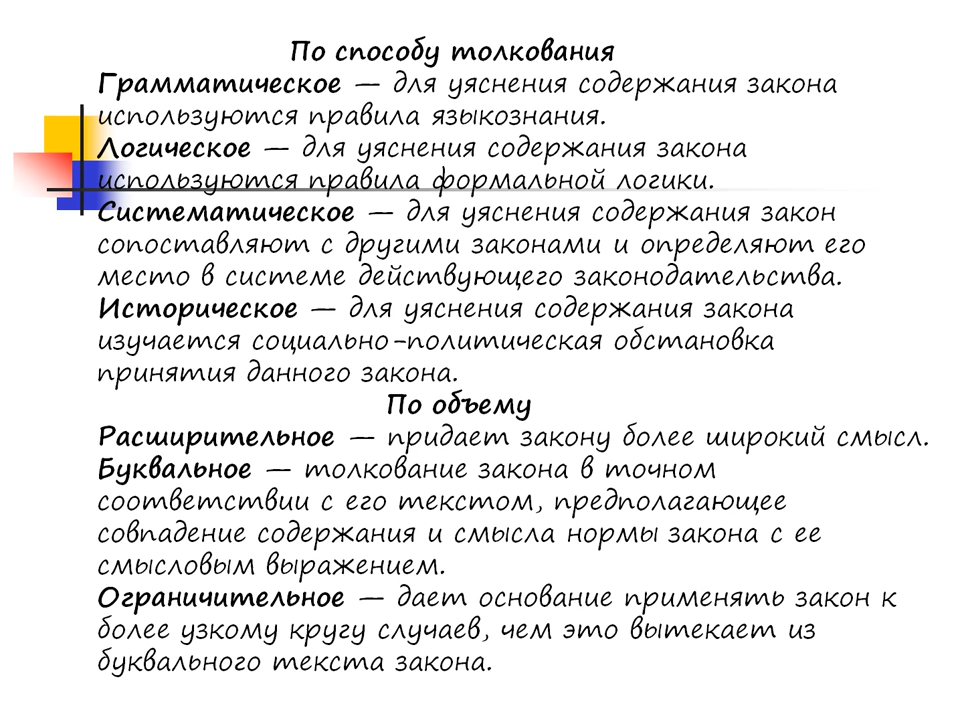 По способу толкования
Грамматическое — для уяснения содержания закона
используются правила языкознания.
Логическое — для уяснения содержания закона
используются правила формальной логики.
Систематическое — для уяснения содержания закон
сопоставляют с другими законами и определяют его
место в системе действующего законодательства.
Историческое — для уяснения содержания закона
изучается социально-политическая обстановка
принятия данного закона.
По объему
Расширительное — придает закону более широкий смысл.
Буквальное — толкование закона в точном
соответствии с его текстом, предполагающее
совпадение содержания и смысла нормы закона с ее
смысловым выражением.
Ограничительное — дает основание применять закон к
более узкому кругу случаев, чем это вытекает из
буквального текста закона.